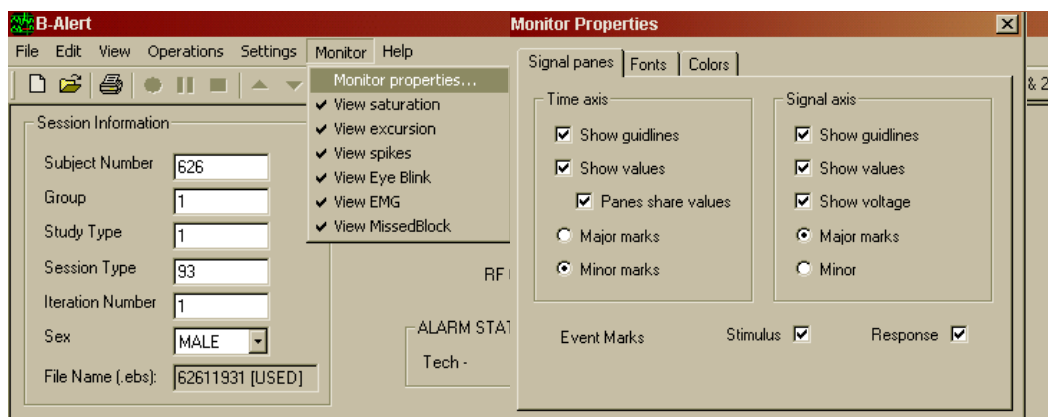 B-Alert
File Edit View Operations Settings Monitor Help
Monitor properties...
View saturation
View excursion
View spikes
View Eye Blink
View EMG
View MissedBlock
Session Information
Subject Number 626
Group 1
Study Type 1
Session Type 93
Iteration Number 1
Sex MALE
File Name (.ebs): 62611931 [USED]
RF
ALARM STAT
Tech -
Monitor Properties
Signal panes Fonts Colors
Time axis
Show guidlines
Show values
Panes share values
Major marks
Minor marks
Signal axis
Show guidlines
Show values
Show voltage
Major marks
Minor
Event Marks Stimulus Response
& 2